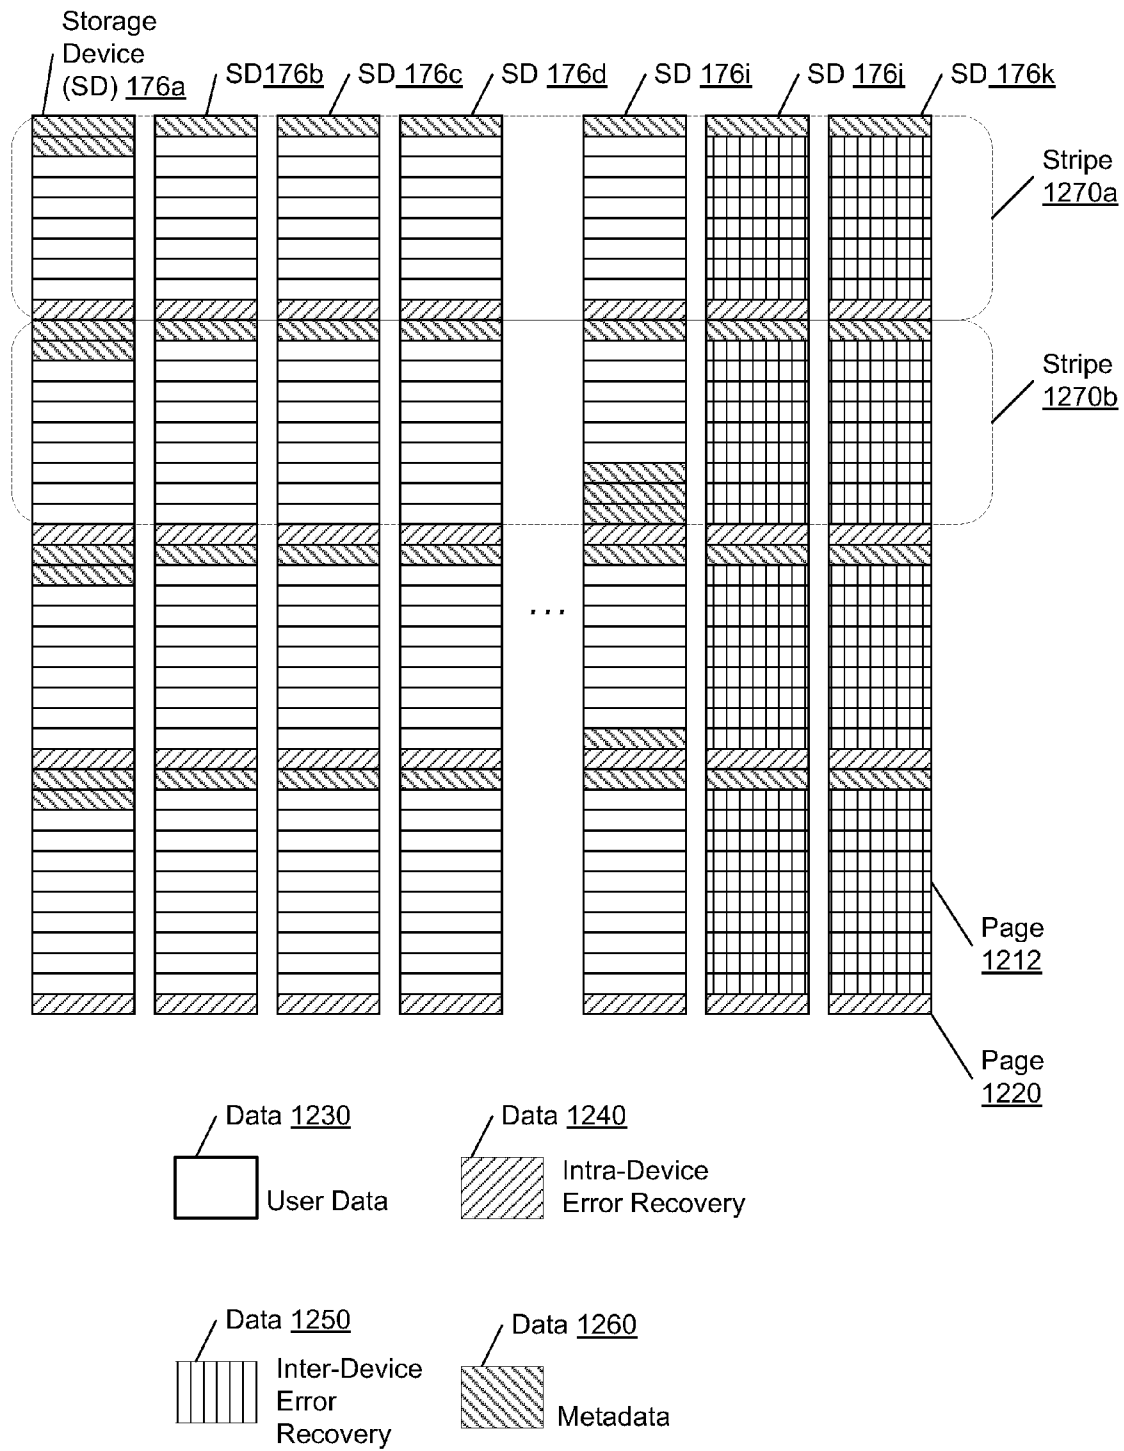 Storage
Device
(SD) 176a
SD176b
SD 176c
SD 176d
SD 176i
SD 176j
SD 176k
Stripe
1270a
Stripe
1270b
...
Page
1212
Page
1220
Data 1230
User Data
Data 1240
Intra-Device
Error Recovery
Data 1250
Inter-Device
Error
Recovery
Data 1260
Metadata